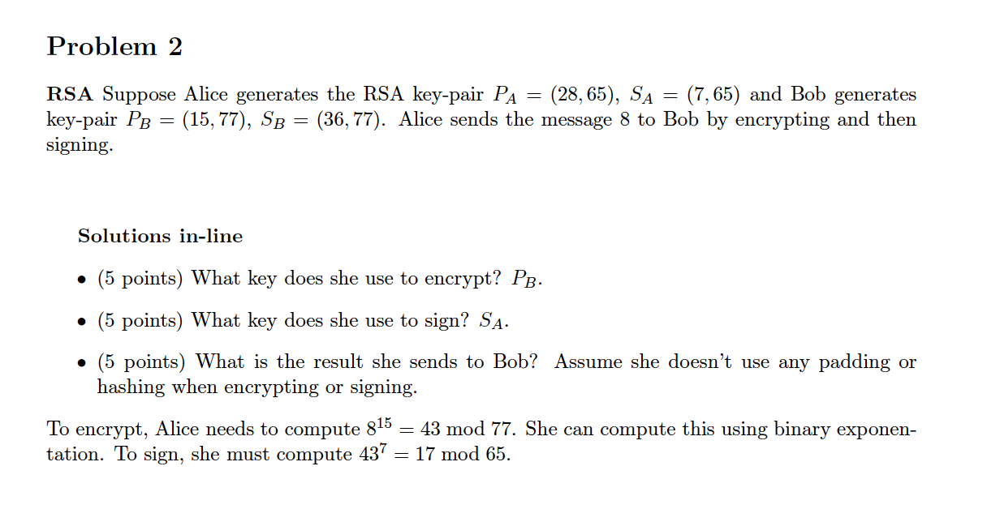 Problem 2
RSA Suppose Alice generates the RSA key-pair P_A = (28, 65), S_A = (7, 65) and Bob generates
key-pair P_B = (15, 77), S_B = (36, 77). Alice sends the message 8 to Bob by encrypting and then
signing.
Solutions in-line
• (5 points) What key does she use to encrypt? P_B.
• (5 points) What key does she use to sign? S_A.
• (5 points) What is the result she sends to Bob? Assume she doesn't use any padding or
hashing when encrypting or signing.
To encrypt, Alice needs to compute 8^15 = 43 mod 77. She can compute this using binary exponen-
tation. To sign, she must compute 43^7 = 17 mod 65.